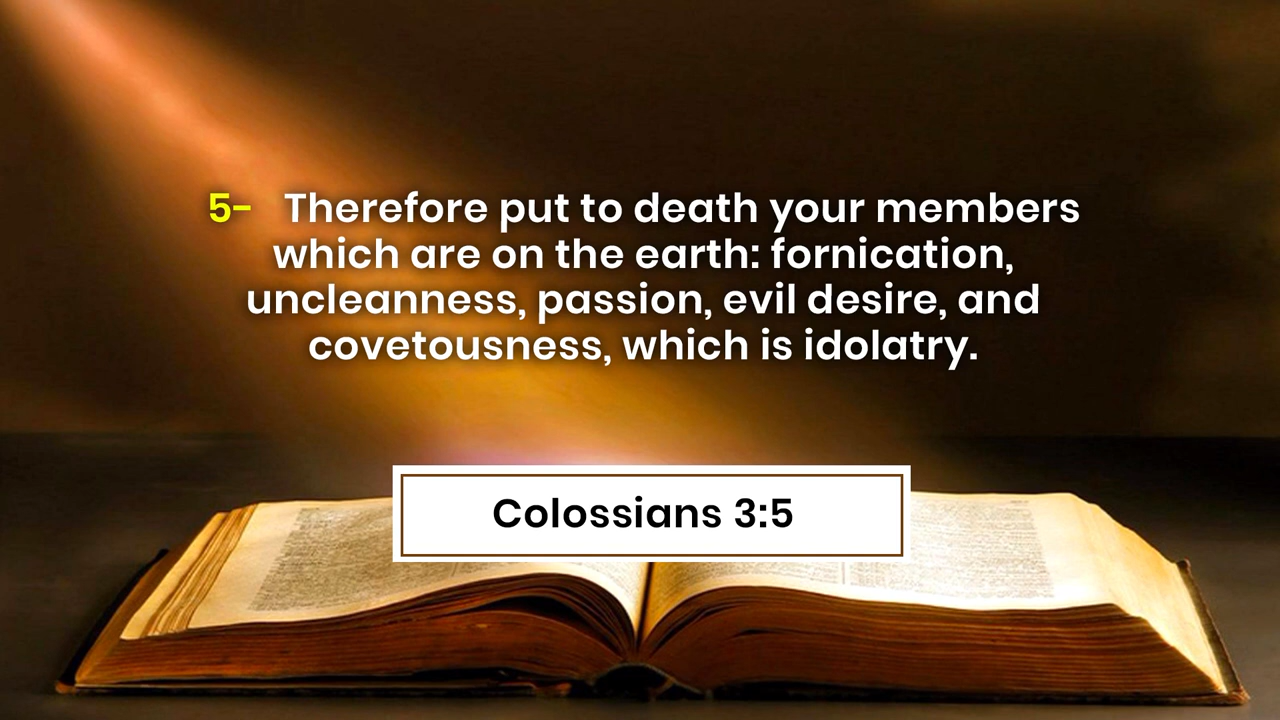 5- Therefore put to death your members
which are on the earth: fornication,
uncleanness, passion, evil desire, and
covetousness, which is idolatry.
Colossians 3:5